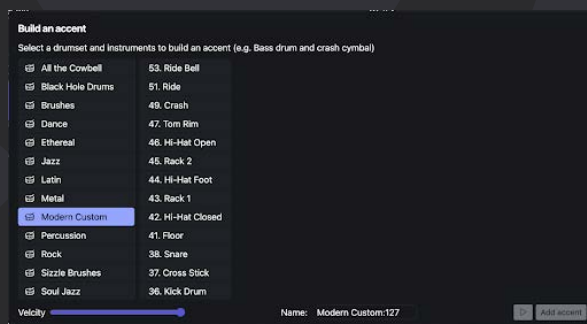 Build an accent
Select a drumset and instruments to build an accent (e.g. Bass drum and crash cymbal)
All the Cowbell
Black Hole Drums
Brushes
Dance
Ethereal
Jazz
Latin
Metal
Modern Custom
Percussion
Rock
Sizzle Brushes
Soul Jazz
53. Ride Bell
51. Ride
49. Crash
47. Tom Rim
46. Hi-Hat Open
45. Rack 2
44. Hi-Hat Foot
43. Rack 1
42. Hi-Hat Closed
41. Floor
38. Snare
37. Cross Stick
36. Kick Drum
Velcity
Name: Modern Custom:127
Add accent